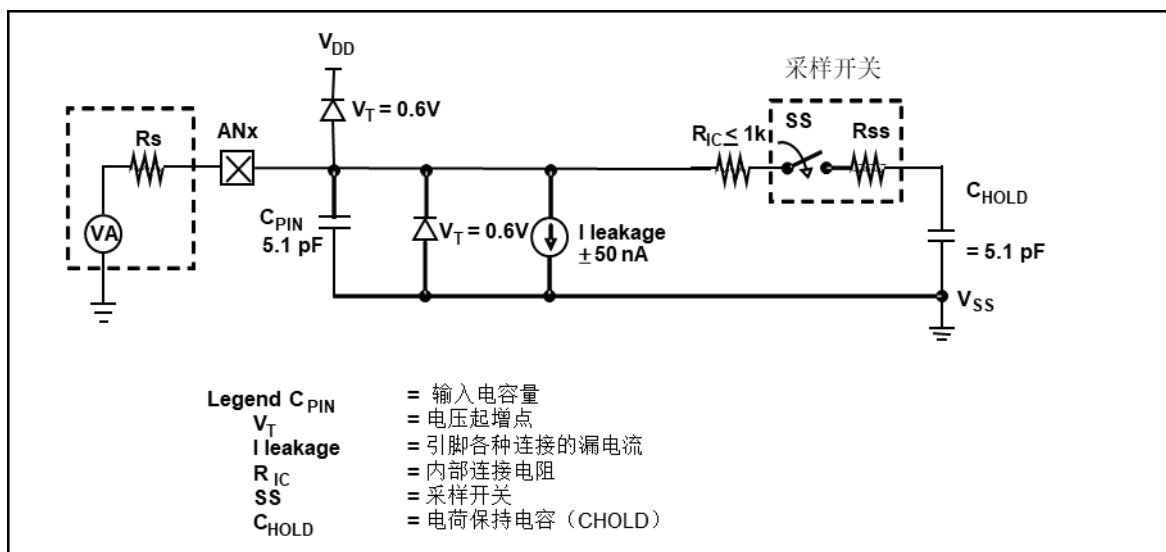 V_DD
采样开关
V_T = 0.6V
Rs
ANx
R_IC ≤ 1k
SS
Rss
C_PIN
5.1 pF
V_T = 0.6V
I leakage
± 50 nA
C_HOLD
= 5.1 pF
VA
V_SS
Legend C_PIN = 输入电容量
V_T = 电压起增点
I leakage = 引脚各种连接的漏电流
R_IC = 内部连接电阻
SS = 采样开关
C_HOLD = 电荷保持电容（CHOLD）